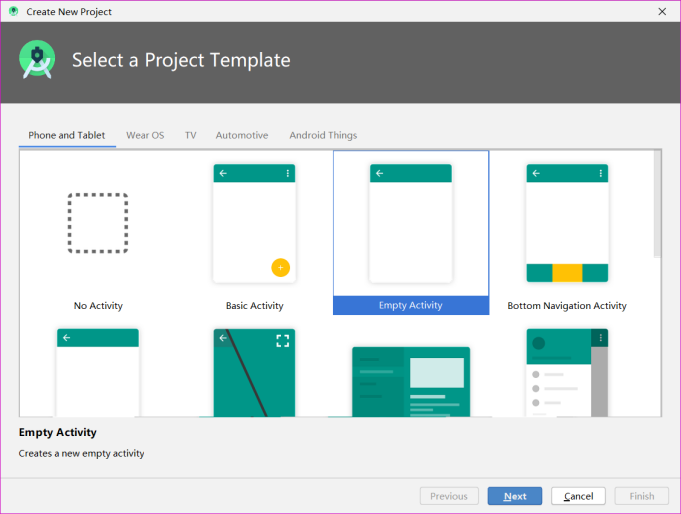 Create New Project
Select a Project Template
Phone and Tablet
Wear OS
TV
Automotive
Android Things
No Activity
Basic Activity
Empty Activity
Bottom Navigation Activity
Empty Activity
Creates a new empty activity
Previous
Next
Cancel
Finish